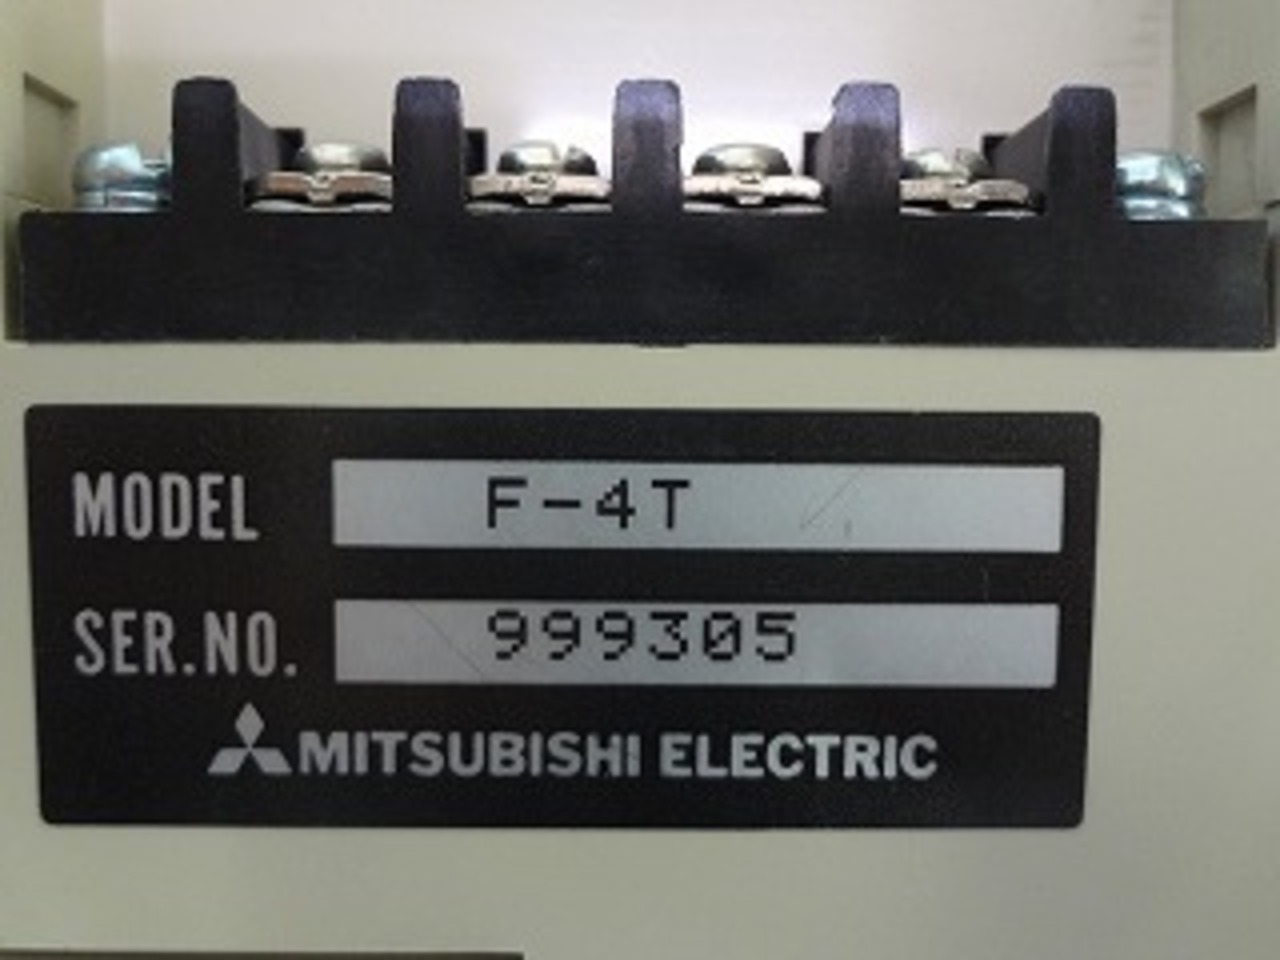 MODEL F-4T
SER.NO. 999305
MITSUBISHI ELECTRIC